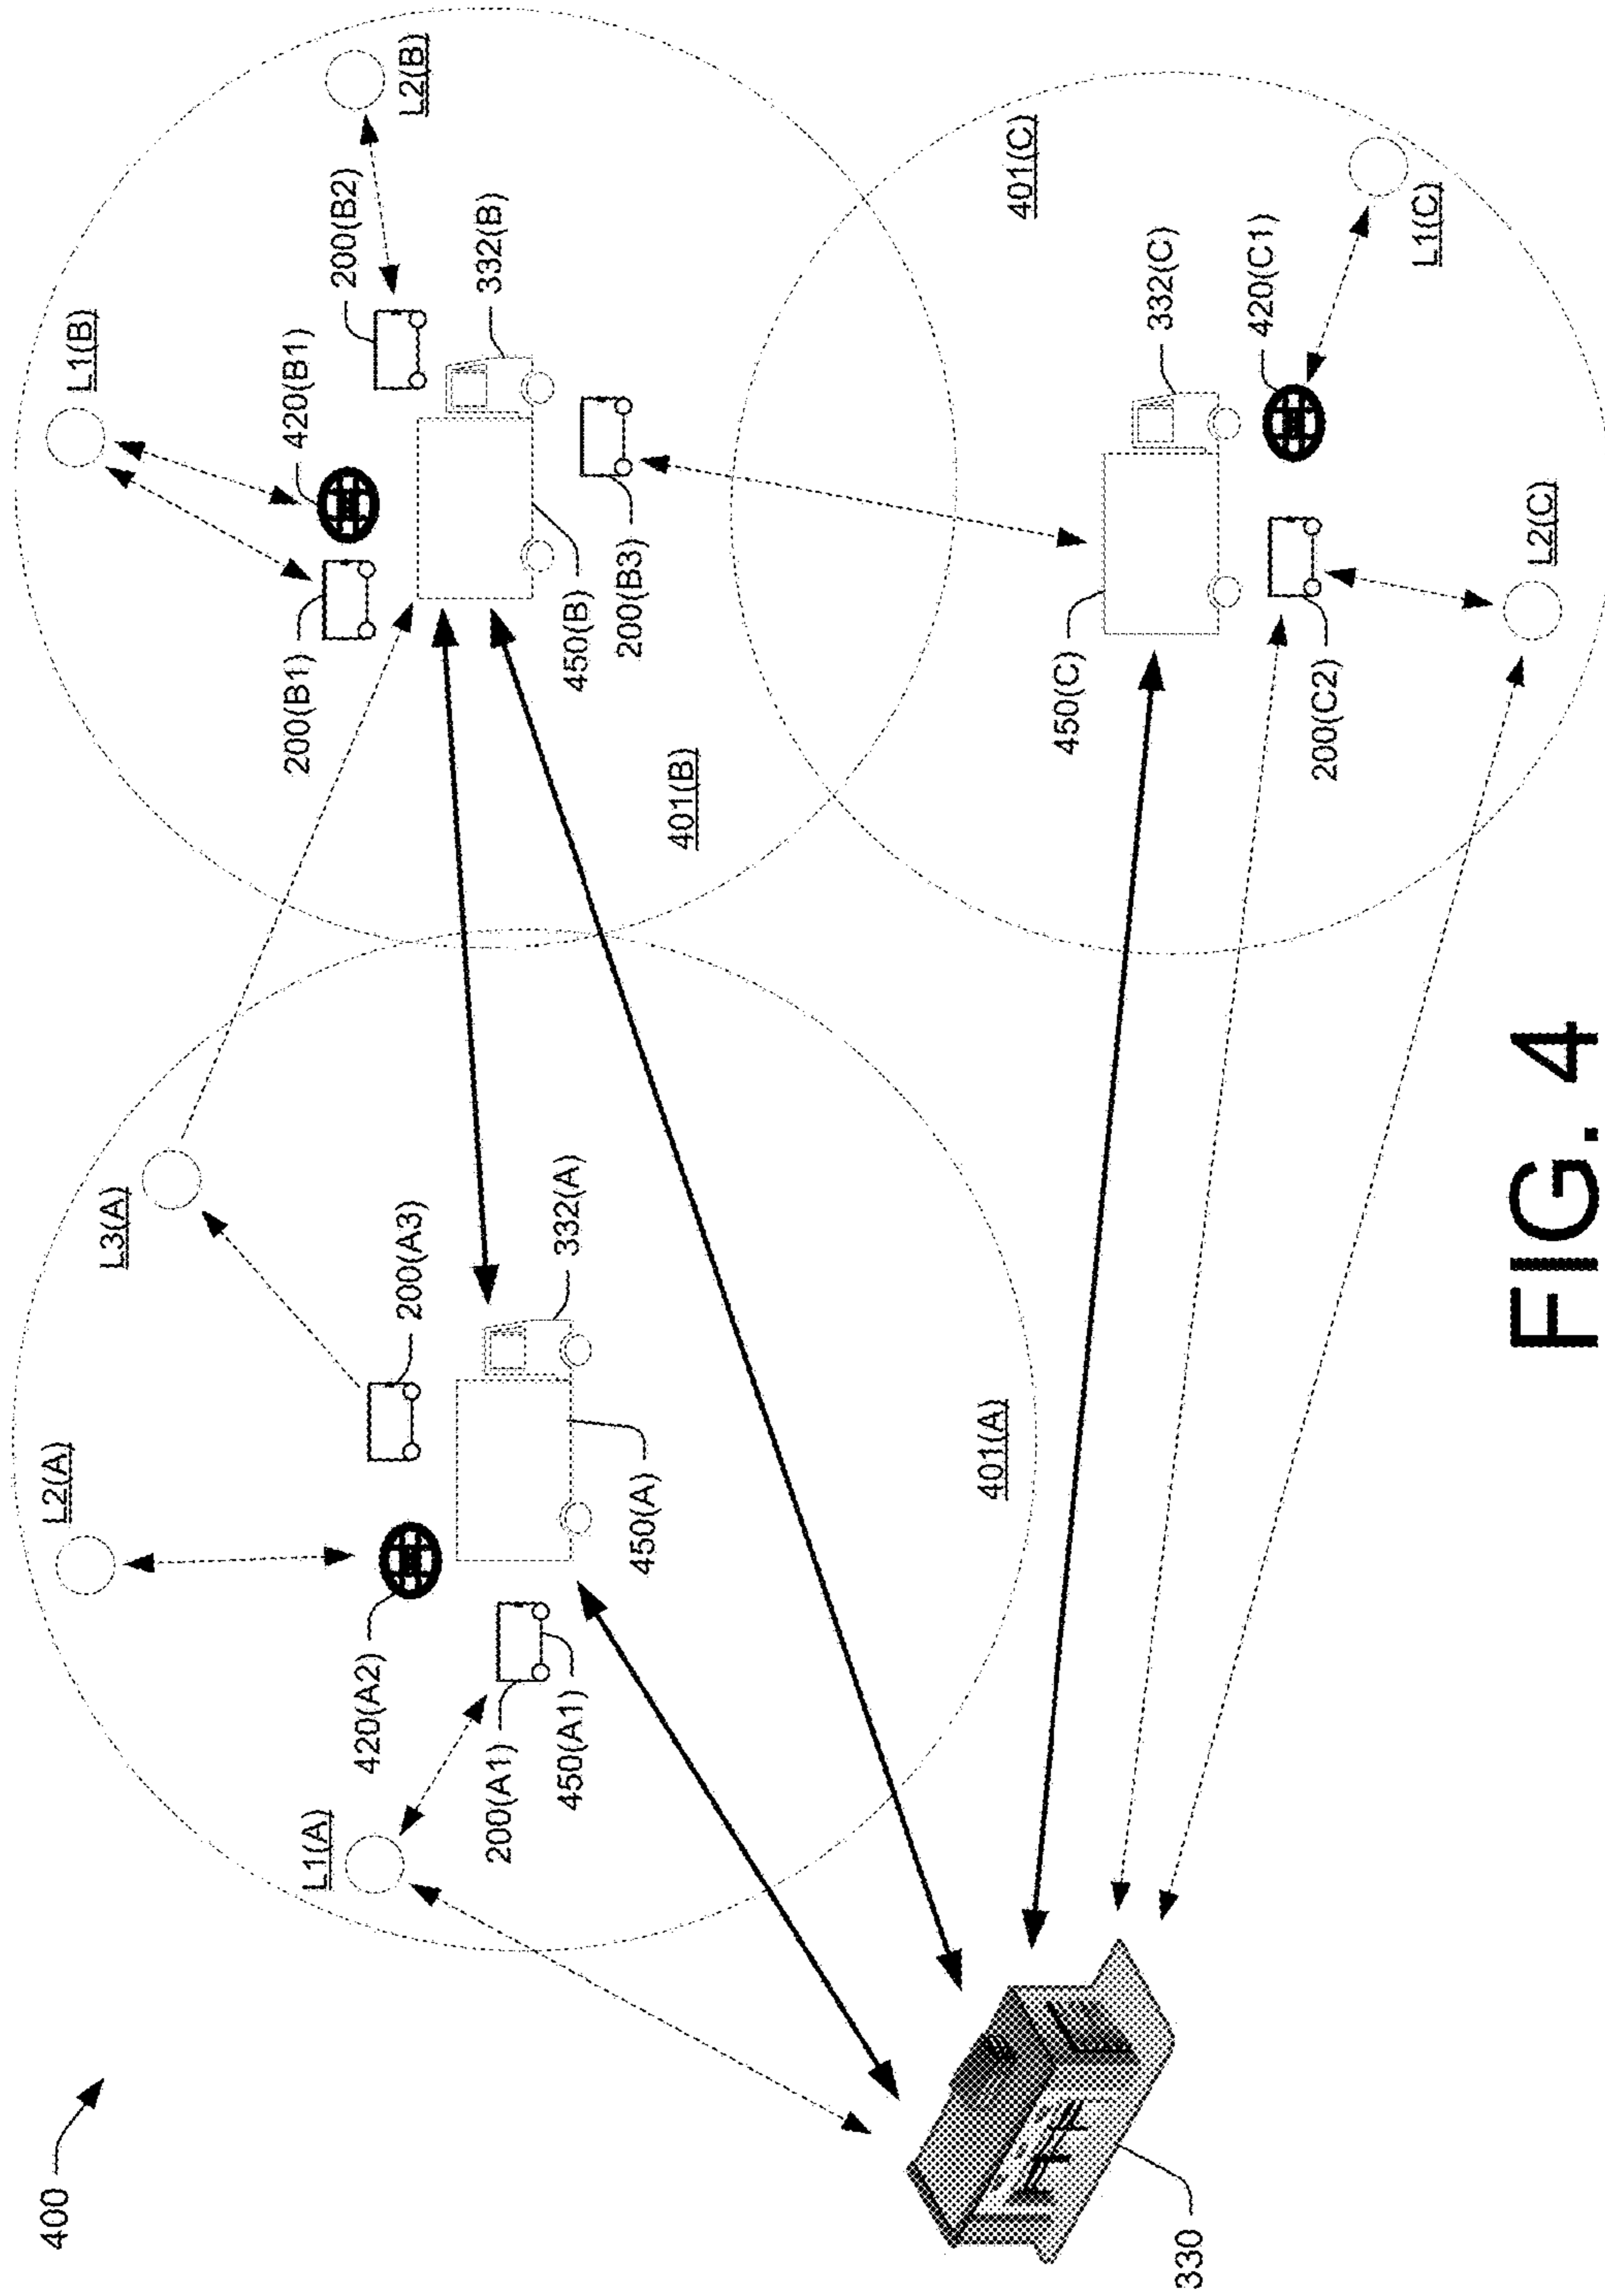 400
L1(A)
L2(A)
L3(A)
420(A2)
200(A3)
200(A1)
450(A1)
332(A)
450(A)
401(A)
L1(B)
L2(B)
420(B1)
200(B2)
200(B1)
332(B)
450(B)
200(B3)
401(B)
401(C)
332(C)
450(C)
420(C1)
200(C2)
L1(C)
L2(C)
330
FIG. 4